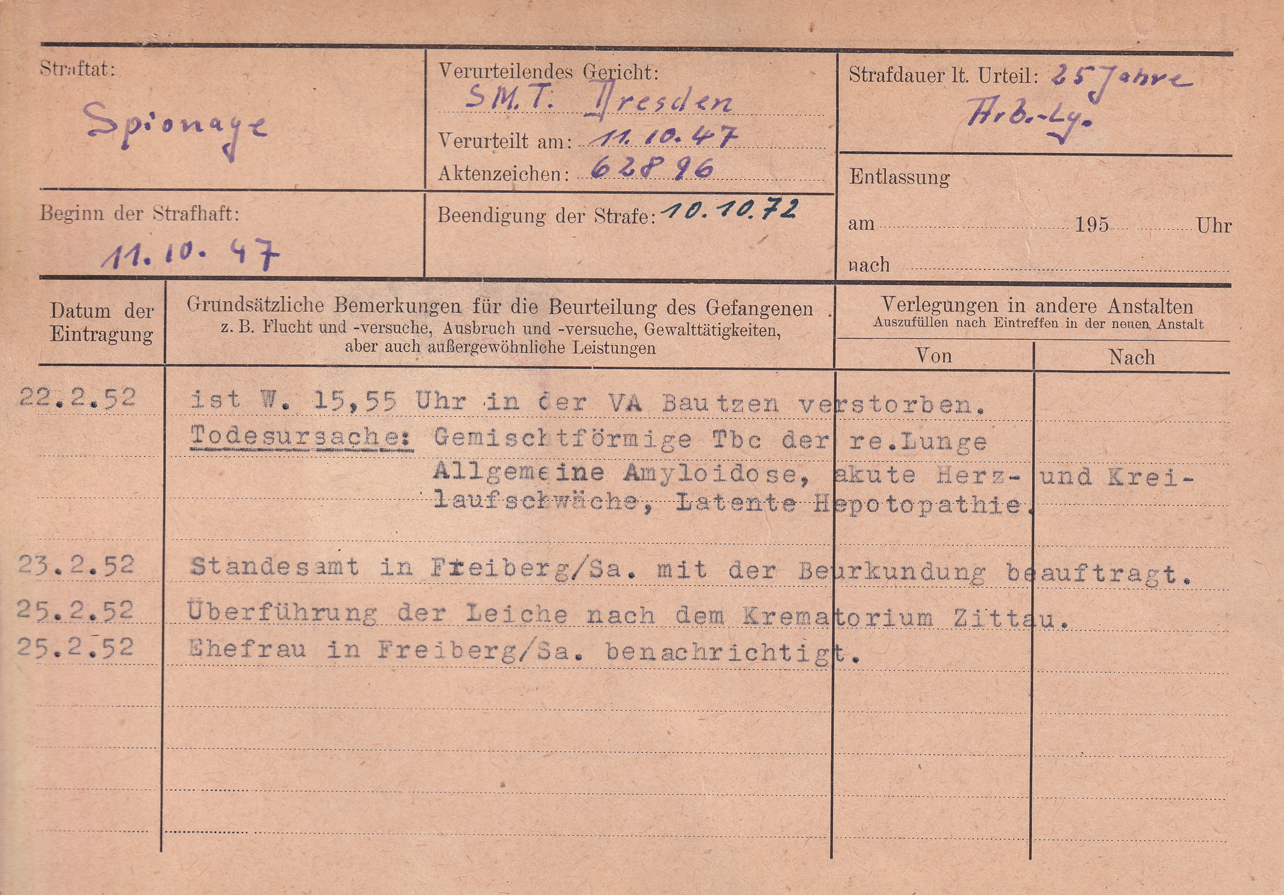 Straftat:
Spionage
Verurteilendes Gericht:
S.M.T. Dresden
Verurteilt am: 11.10.47
Aktenzeichen: 62896
Strafdauer lt. Urteil: 25 Jahre
Arb.-Lg.
Beginn der Strafhaft:
11.10.47
Beendigung der Strafe: 10.10.72
Entlassung
am 195 Uhr
nach
Datum der
Eintragung
Grundsätzliche Bemerkungen für die Beurteilung des Gefangenen
z. B. Flucht und -versuche, Ausbruch und -versuche, Gewalttätigkeiten,
aber auch außergewöhnliche Leistungen
Verlegungen in andere Anstalten
Auszufüllen nach Eintreffen in der neuen Anstalt
Von Nach
22.2.52 ist W. 15,55 Uhr in der VA Bautzen verstorben.
Todesursache: Gemischtförmige Tbc der re.Lunge
Allgemeine Amyloidose, akute Herz- und Krei-
laufschwäche, Latente Hepotopathie.
23.2.52 Standesamt in Freiberg/Sa. mit der Beurkundung beauftragt.
25.2.52 Überführung der Leiche nach dem Krematorium Zittau.
25.2.52 Ehefrau in Freiberg/Sa. benachrichtigt.